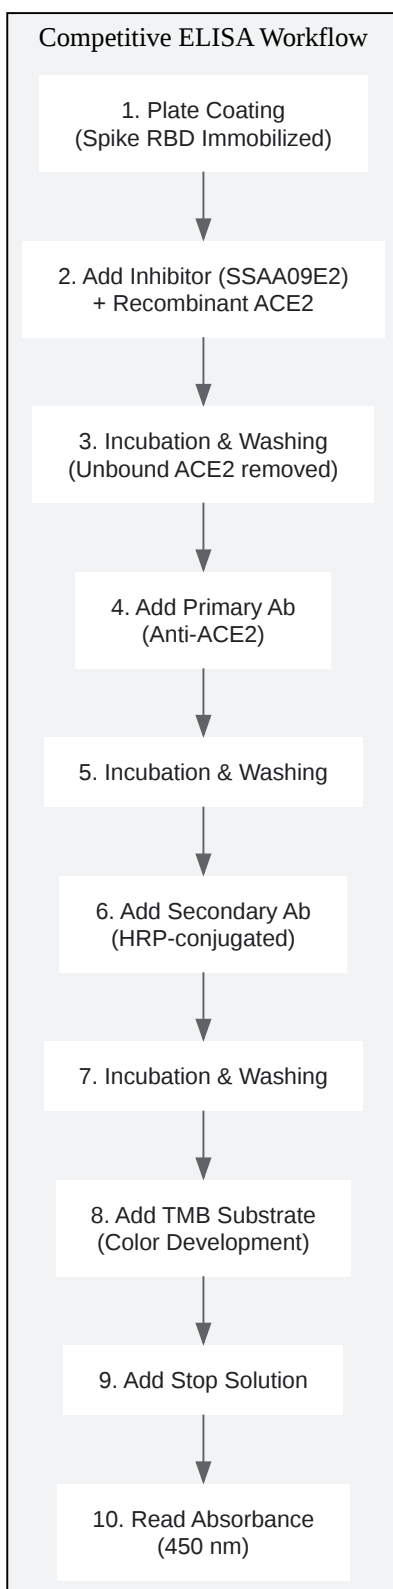 Competitive ELISA Workflow
1. Plate Coating
(Spike RBD Immobilized)
2. Add Inhibitor (SSAA09E2)
+ Recombinant ACE2
3. Incubation & Washing
(Unbound ACE2 removed)
4. Add Primary Ab
(Anti-ACE2)
5. Incubation & Washing
6. Add Secondary Ab
(HRP-conjugated)
7. Incubation & Washing
8. Add TMB Substrate
(Color Development)
9. Add Stop Solution
10. Read Absorbance
(450 nm)